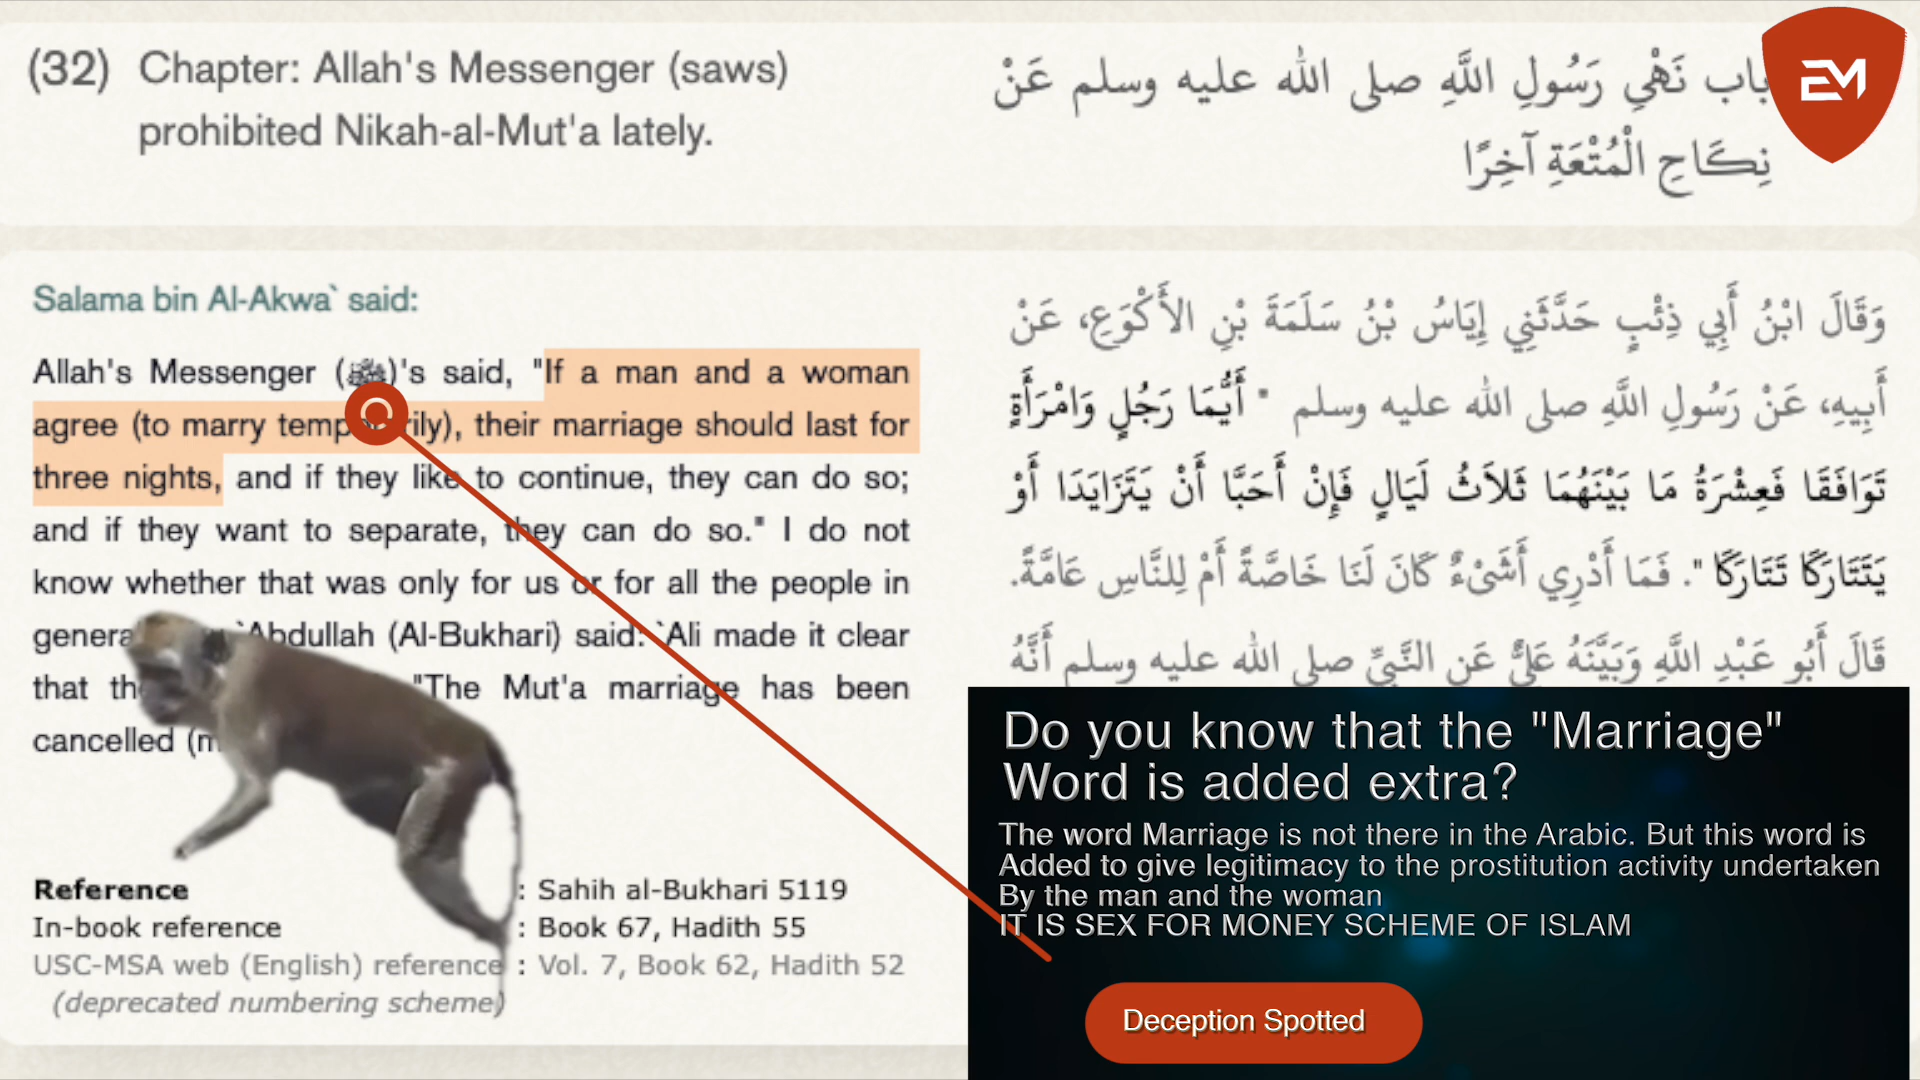 (32) Chapter: Allah's Messenger (saws)
prohibited Nikah-al-Mut'a lately.
باب نَهْىِ رَسُولِ اللَّهِ صلى الله عليه وسلم عَنْ
نِكَاحِ الْمُتْعَةِ آخِرًا
EM
Salama bin Al-Akwa` said:
Allah's Messenger (ﷺ)'s said, "If a man and a woman
agree (to marry temp rily), their marriage should last for
three nights, and if they like to continue, they can do so;
and if they want to separate, they can do so." I do not
know whether that was only for us or for all the people in
genera `Abdullah (Al-Bukhari) said: `Ali made it clear
that th "The Mut'a marriage has been
cancelled (m
وَقَالَ ابْنُ أَبِي ذِئْبٍ حَدَّثَنِي إِيَاسُ بْنُ سَلَمَةَ بْنِ الأَكْوَعِ، عَنْ
أَبِيهِ، عَنْ رَسُولِ اللَّهِ صلى الله عليه وسلم " أَيُّمَا رَجُلٍ وَامْرَأَةٍ
تَوَافَقَا فَعِشْرَةُ مَا بَيْنَهُمَا ثَلاَثُ لَيَالٍ فَإِنْ أَحَبَّا أَنْ يَتَزَايَدَا أَوْ
يَتَتَارَكَا تَتَارَكَا ". فَمَا أَدْرِي أَشَىْءٌ كَانَ لَنَا خَاصَّةً أَمْ لِلنَّاسِ عَامَّةً.
قَالَ أَبُو عَبْدِ اللَّهِ وَبَيَّنَهُ عَلِيٌّ عَنِ النَّبِيِّ صلى الله عليه وسلم أَنَّهُ
Reference : Sahih al-Bukhari 5119
In-book reference : Book 67, Hadith 55
USC-MSA web (English) reference : Vol. 7, Book 62, Hadith 52
(deprecated numbering scheme)
Do you know that the "Marriage"
Word is added extra?
The word Marriage is not there in the Arabic. But this word is
Added to give legitimacy to the prostitution activity undertaken
By the man and the woman
IT IS SEX FOR MONEY SCHEME OF ISLAM
Deception Spotted